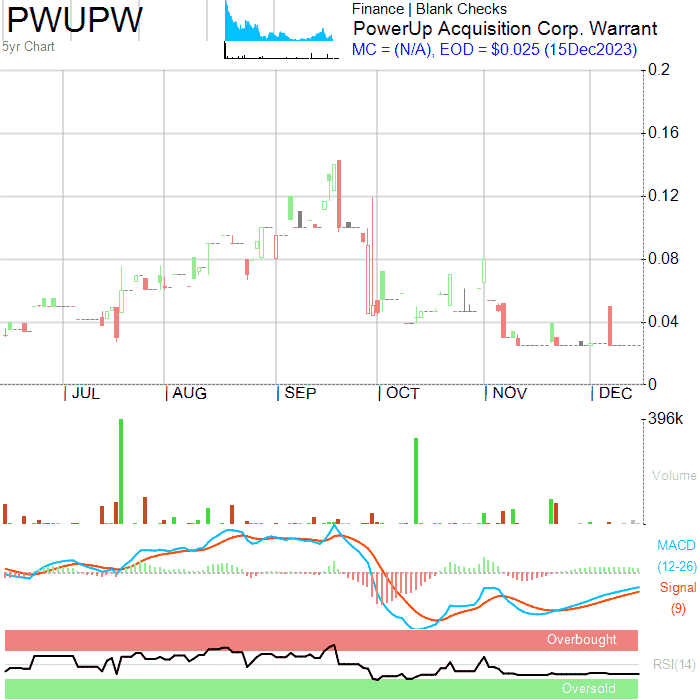 PWUPW
5yr Chart
Finance | Blank Checks
PowerUp Acquisition Corp. Warrant
MC = (N/A), EOD = $0.025 (15Dec2023)
0.2
0.16
0.12
0.08
0.04
0
JUL AUG SEP OCT NOV DEC
396k
Volume
MACD
(12-26)
Signal
(9)
Overbought
RSI(14)
Oversold